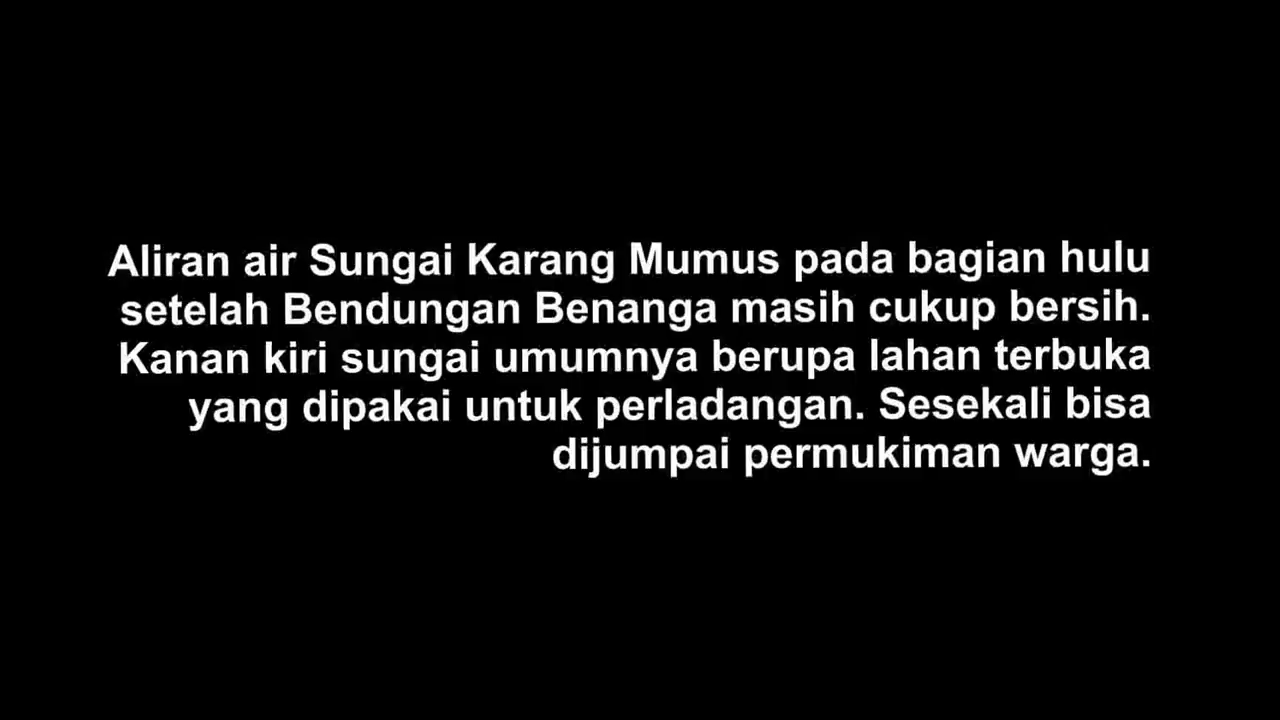 Aliran air Sungai Karang Mumus pada bagian hulu
setelah Bendungan Benanga masih cukup bersih.
Kanan kiri sungai umumnya berupa lahan terbuka
yang dipakai untuk perladangan. Sesekali bisa
dijumpai permukiman warga.